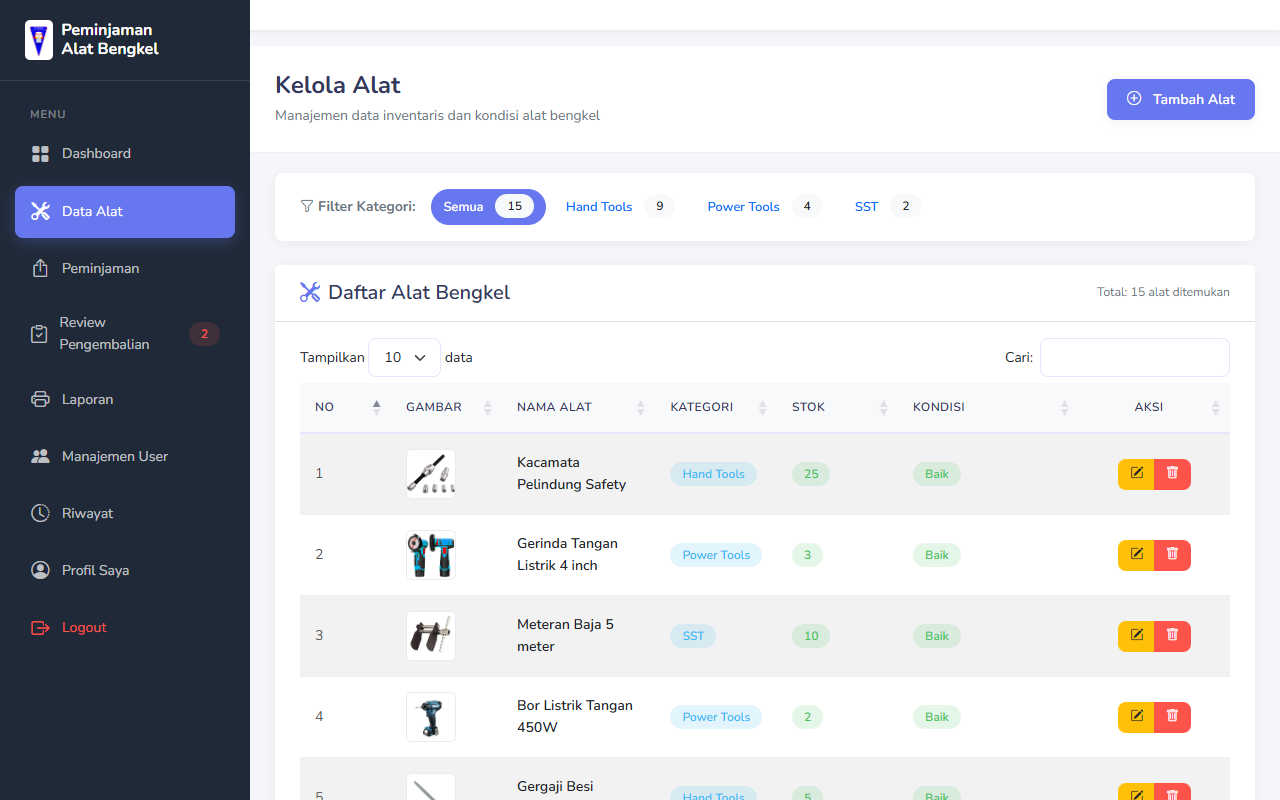 Peminjaman
Alat Bengkel
MENU
Dashboard
Data Alat
Peminjaman
Review
Pengembalian
2
Laporan
Manajemen User
Riwayat
Profil Saya
Logout
Kelola Alat
Manajemen data inventaris dan kondisi alat bengkel
Tambah Alat
Filter Kategori: Semua 15 Hand Tools 9 Power Tools 4 SST 2
Daftar Alat Bengkel
Total: 15 alat ditemukan
Tampilkan 10 data
Cari:
NO GAMBAR NAMA ALAT KATEGORI STOK KONDISI AKSI
1 Kacamata
Pelindung Safety Hand Tools 25 Baik
2 Gerinda Tangan
Listrik 4 inch Power Tools 3 Baik
3 Meteran Baja 5
meter SST 10 Baik
4 Bor Listrik Tangan
450W Power Tools 2 Baik
5 Gergaji Besi
Hand Tools 5 Baik